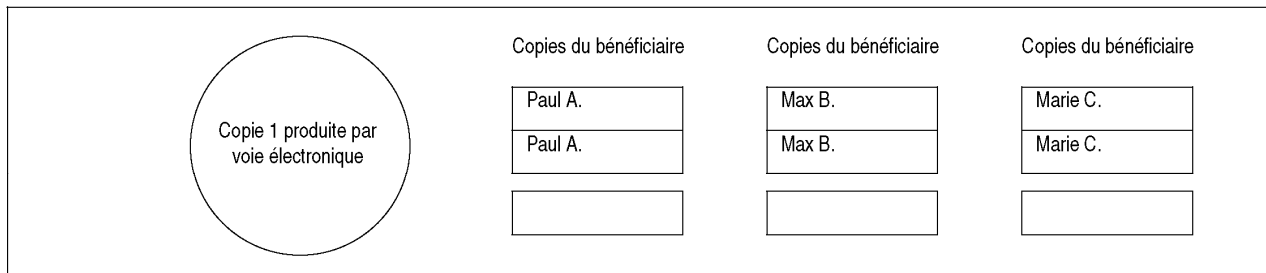 Copie 1 produite par
voie électronique
Copies du bénéficiaire
Paul A.
Paul A.
Copies du bénéficiaire
Max B.
Max B.
Copies du bénéficiaire
Marie C.
Marie C.